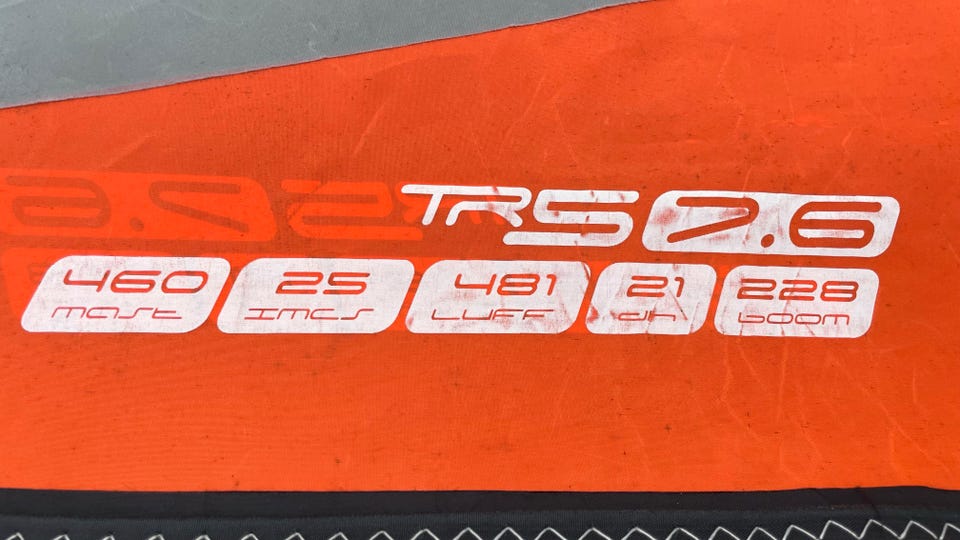 TRS 7.6
460 25 481 21 228
mast IMCS LUFF dh boom